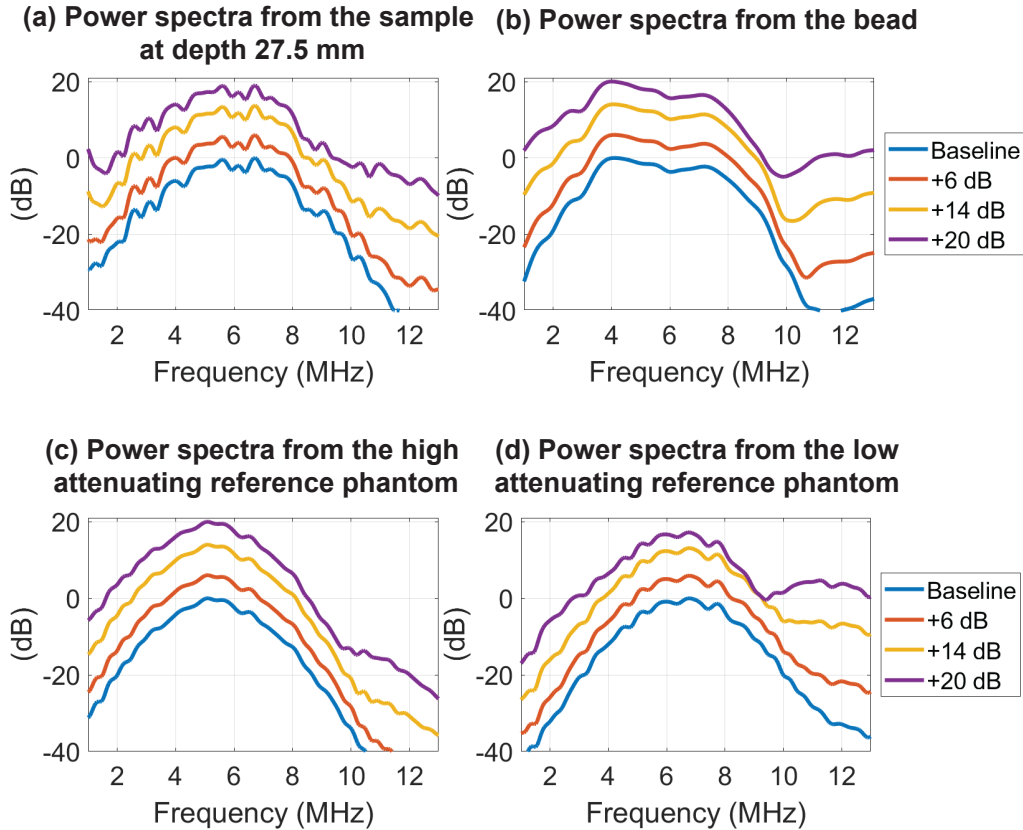 (a) Power spectra from the sample
at depth 27.5 mm
(b) Power spectra from the bead
20
0
-20
-40
(dB)
2
4
6
8
10
12
Frequency (MHz)
20
0
-20
-40
(dB)
2
4
6
8
10
12
Frequency (MHz)
Baseline
+6 dB
+14 dB
+20 dB
(c) Power spectra from the high
attenuating reference phantom
(d) Power spectra from the low
attenuating reference phantom
20
0
-20
-40
(dB)
2
4
6
8
10
12
Frequency (MHz)
20
0
-20
-40
(dB)
2
4
6
8
10
12
Frequency (MHz)
Baseline
+6 dB
+14 dB
+20 dB